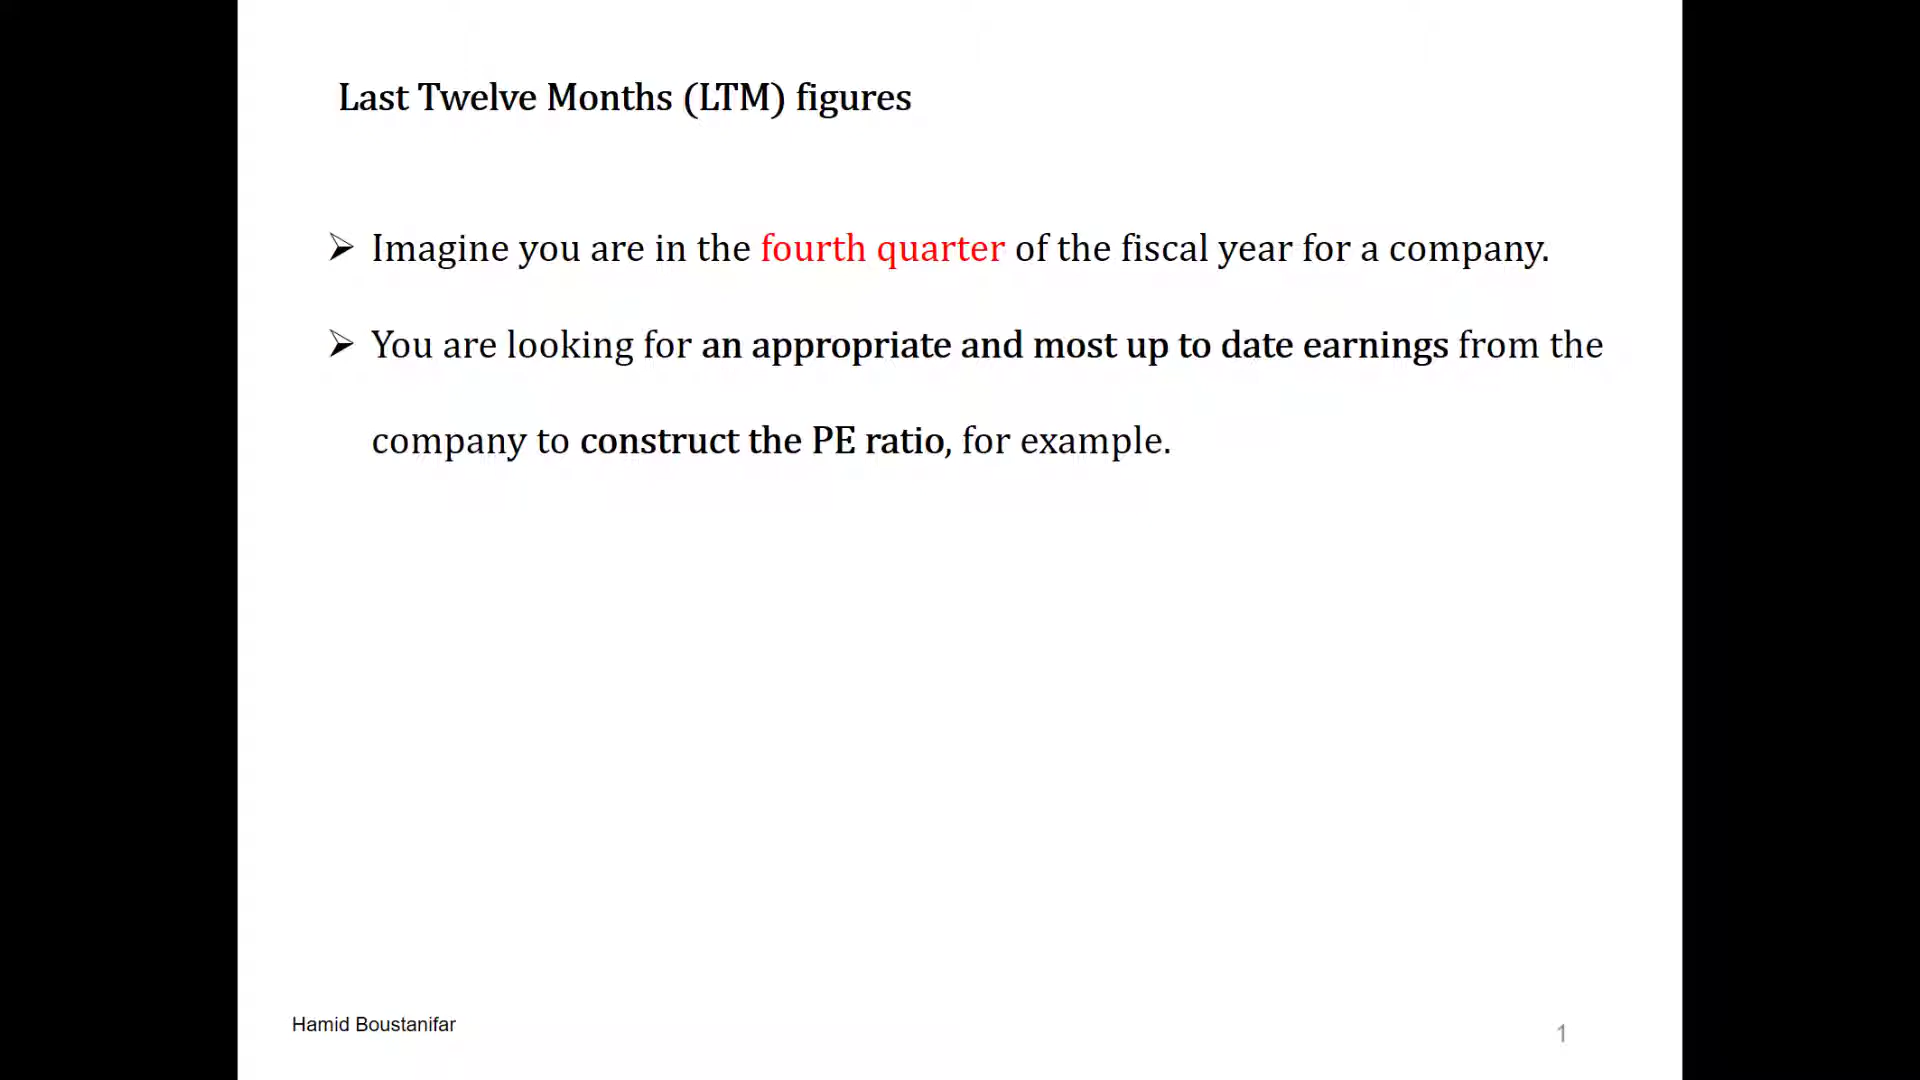 Last Twelve Months (LTM) figures
➢ Imagine you are in the fourth quarter of the fiscal year for a company.
➢ You are looking for an appropriate and most up to date earnings from the
company to construct the PE ratio, for example.
Hamid Boustanifar
1